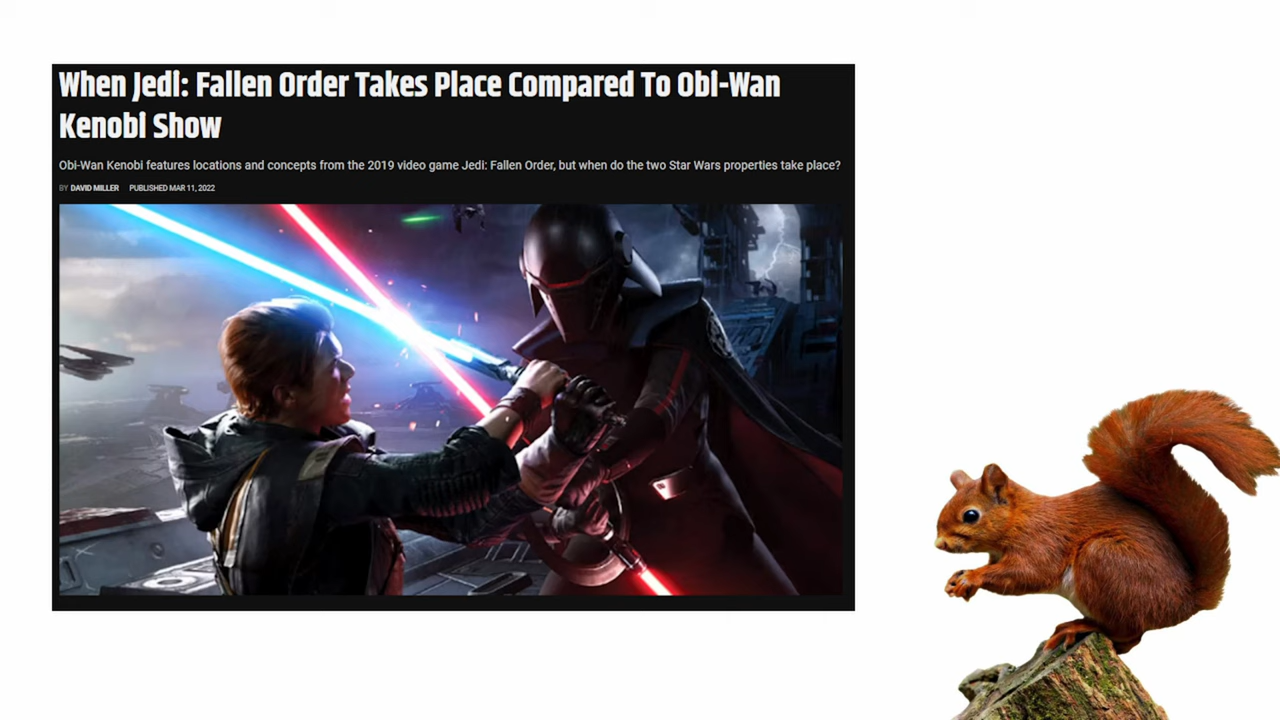 When Jedi: Fallen Order Takes Place Compared To Obi-Wan
Kenobi Show
Obi-Wan Kenobi features locations and concepts from the 2019 video game Jedi: Fallen Order, but when do the two Star Wars properties take place?
BY DAVID MILLER PUBLISHED MAR 11, 2022